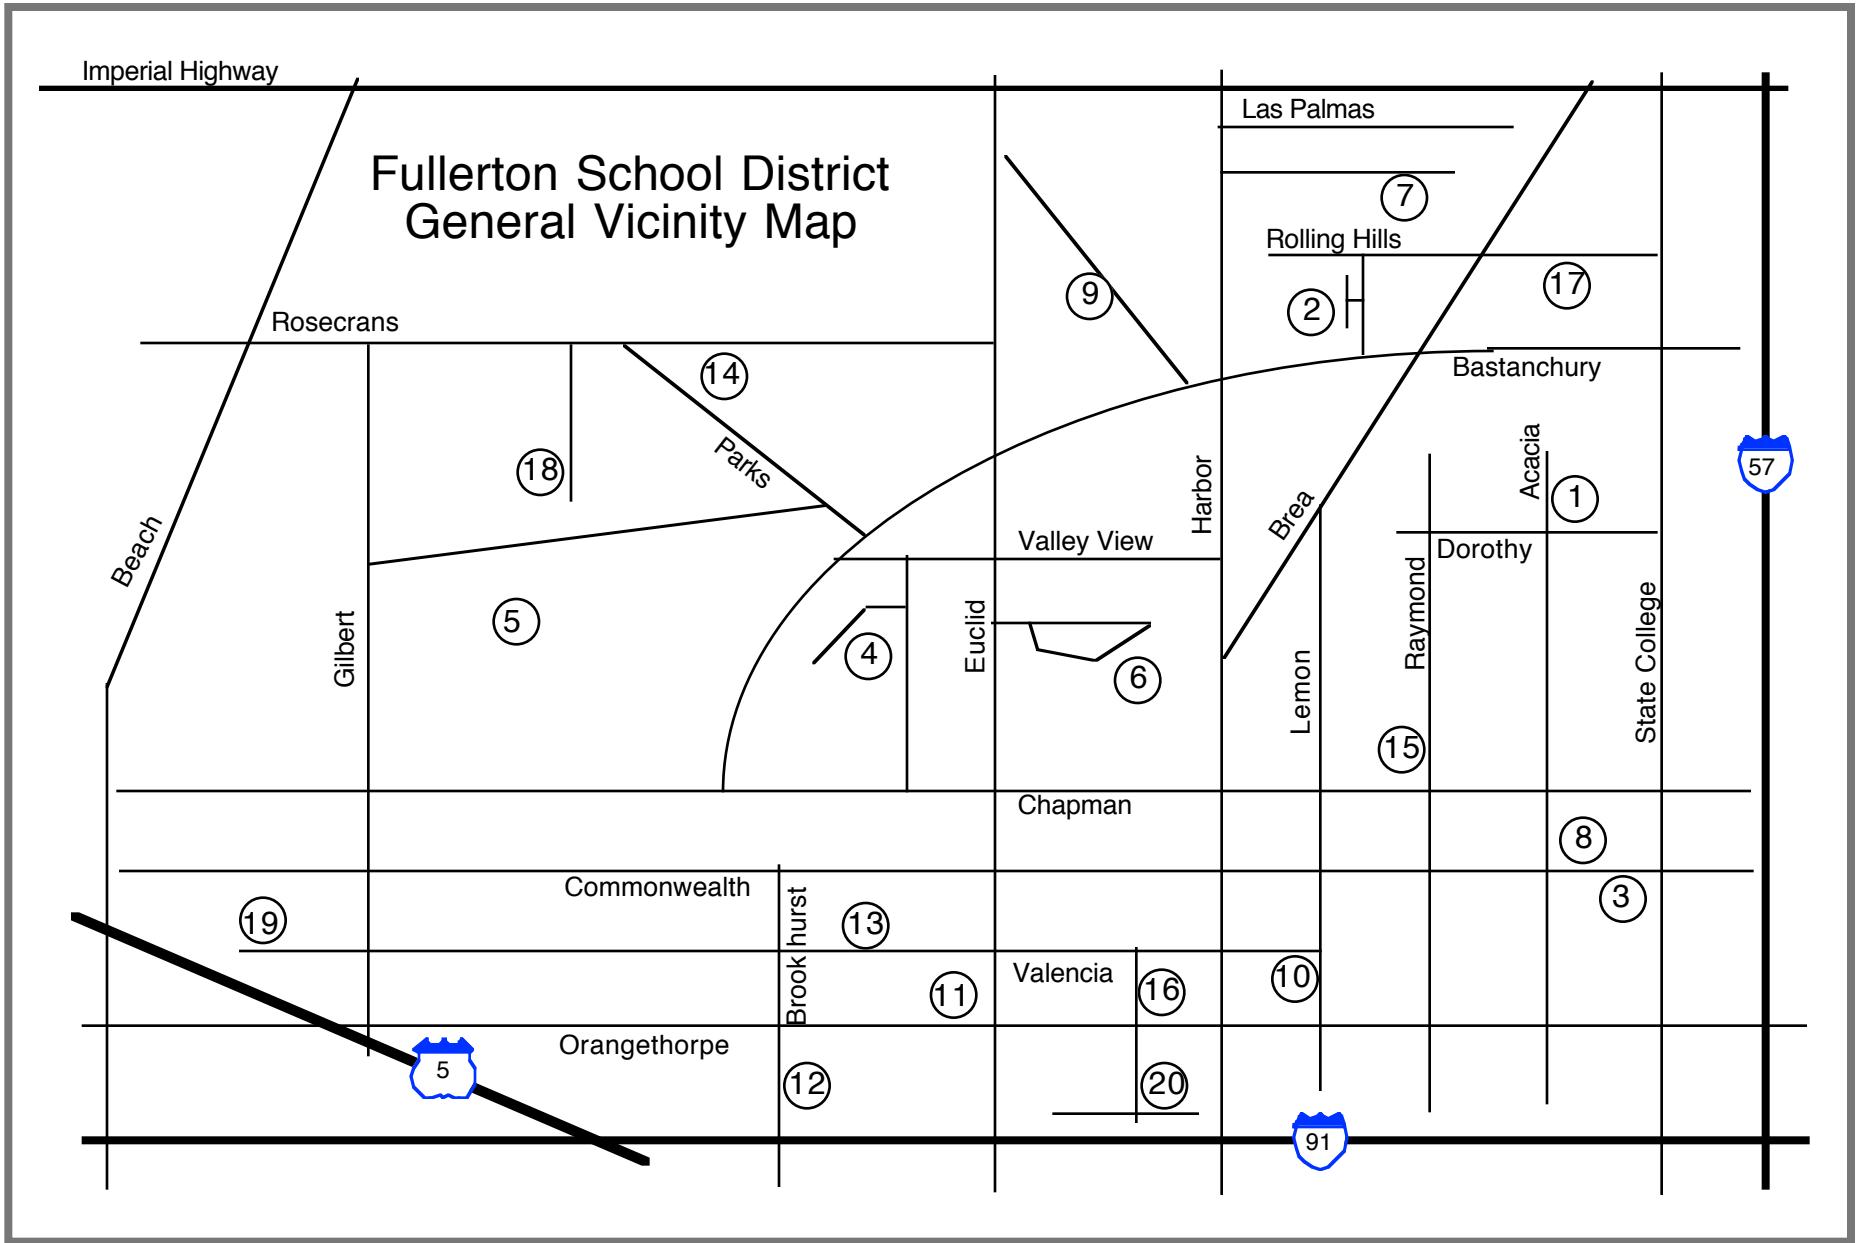 Imperial Highway
Las Palmas
Fullerton School District
General Vicinity Map
7
Rolling Hills
9
2
17
Rosecrans
14
Bastanchury
Parks
18
Acacia
1
57
Harbor
Brea
Beach
Valley View
Dorothy
Gilbert
5
4
Euclid
6
Lemon
Raymond
State College
15
Chapman
8
Commonwealth
3
19
13
Brook hurst
Valencia
11
16
10
Orangethorpe
5
12
20
91